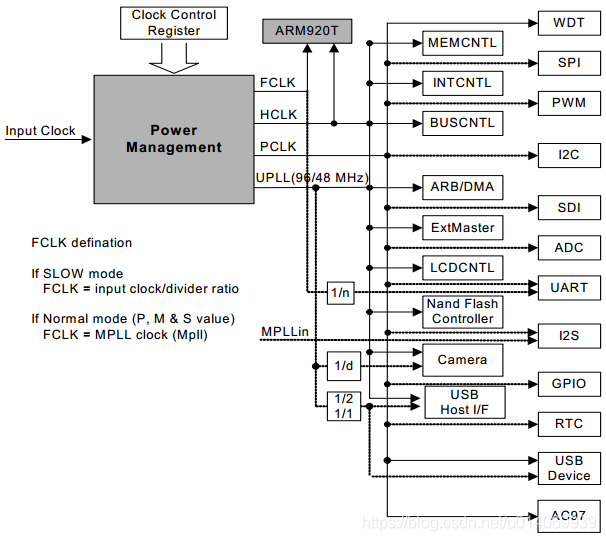 Clock Control
Register
ARM920T
WDT
MEMCNTL
SPI
FCLK
INTCNTL
PWM
HCLK
BUSCNTL
Input Clock
Power
Management
PCLK
I2C
UPLL(96/48 MHz)
ARB/DMA
SDI
ExtMaster
FCLK defination
ADC
LCDCNTL
If SLOW mode
FCLK = input clock/divider ratio
1/n
UART
Nand Flash
Controller
If Normal mode (P, M & S value)
FCLK = MPLL clock (Mpll)
MPLLin
I2S
Camera
1/d
GPIO
1/2
1/1
USB
Host I/F
RTC
USB
Device
AC97